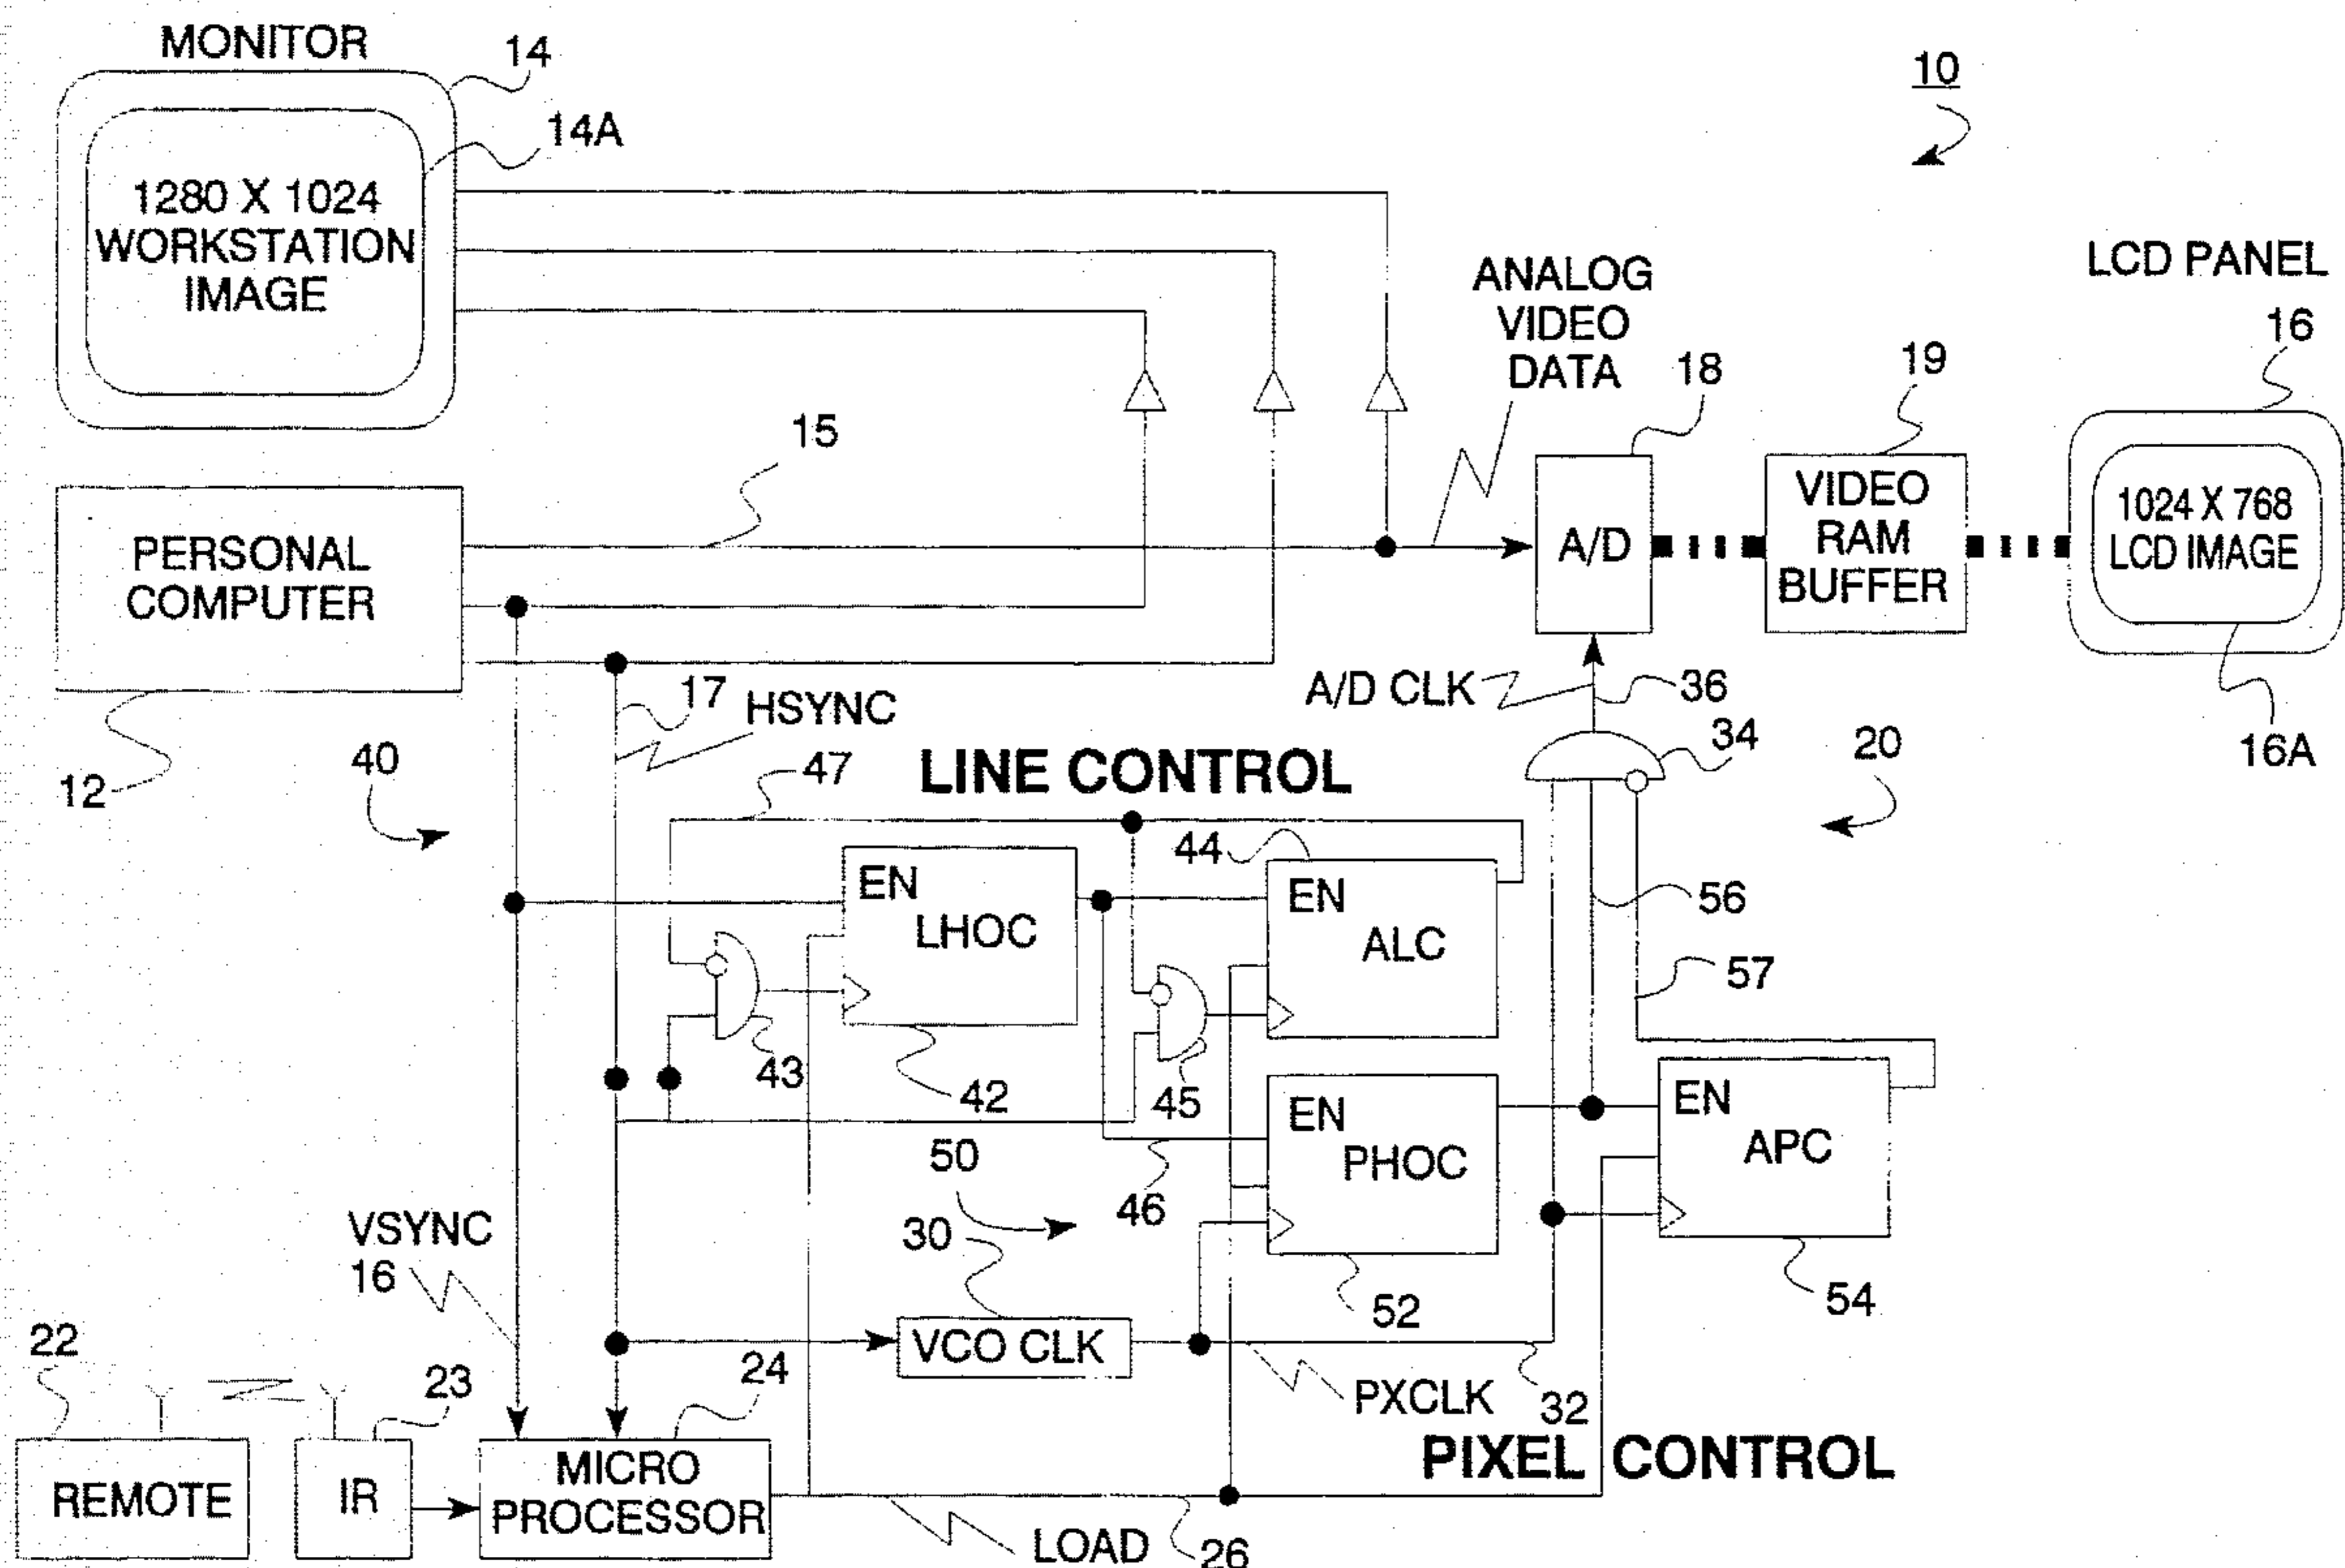 MONITOR
14
14A
10
1280 X 1024
WORKSTATION
IMAGE
ANALOG
VIDEO
DATA
LCD PANEL
16
18
19
15
PERSONAL
COMPUTER
A/D
VIDEO
RAM
BUFFER
1024 X 768
LCD IMAGE
17
HSYNC
A/D CLK
36
34
20
16A
12
40
47
LINE CONTROL
44
EN
LHOC
EN
ALC
56
57
43
42
45
EN
PHOC
EN
APC
50
46
30
VSYNC
16
52
54
22
23
24
VCO CLK
PXCLK
32
PIXEL CONTROL
REMOTE
IR
MICRO
PROCESSOR
LOAD
26